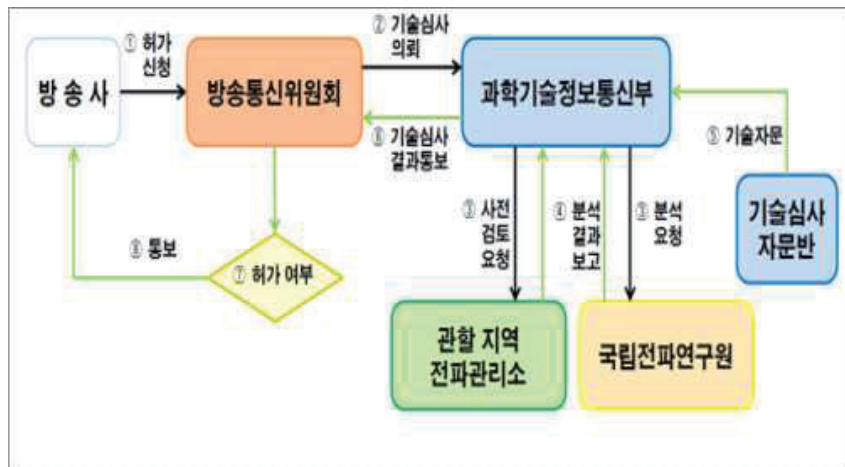 ① 허가
신청
② 기술심사
의뢰
방 송 사
방송통신위원회
과학기술정보통신부
⑥ 기술심사
결과통보
⑤ 기술자문
③ 사전
검토
요청
④ 분석
결과
보고
③ 분석
요청
기술심사
자문반
⑧ 통보
⑦ 허가 여부
관할 지역
전파관리소
국립전파연구원